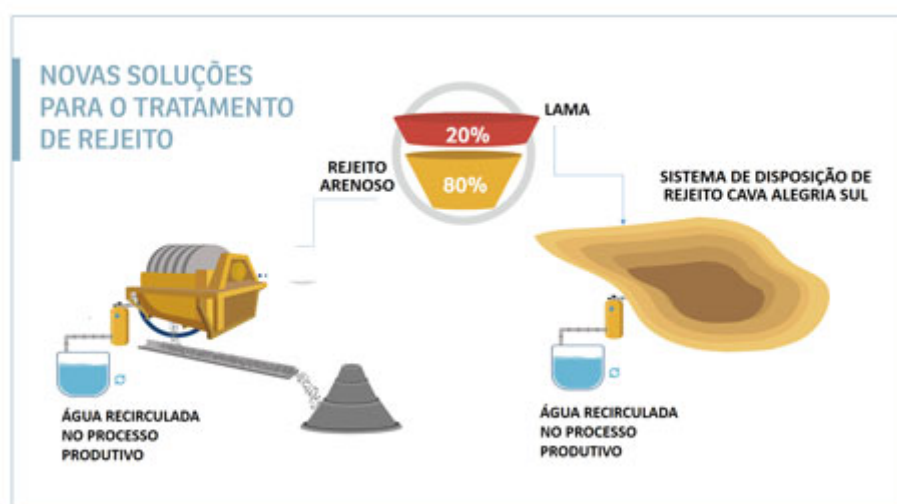 NOVAS SOLUÇÕES
PARA O TRATAMENTO
DE REJEITO
LAMA
20%
REJEITO
ARENOSO
80%
SISTEMA DE DISPOSIÇÃO DE
REJEITO CAVA ALEGRIA SUL
ÁGUA RECIRCULADA
NO PROCESSO
PRODUTIVO
ÁGUA RECIRCULADA
NO PROCESSO
PRODUTIVO